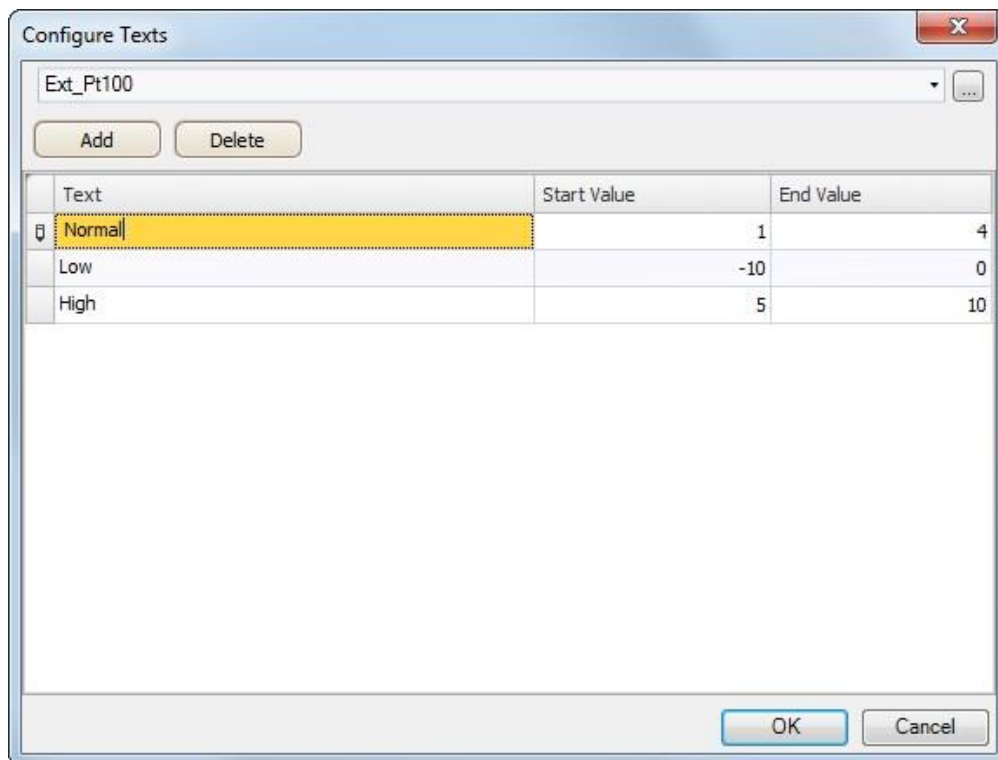 Configure Texts
Ext_Pt100
...
Add Delete
Text Start Value End Value
Normal 1 4
Low -10 0
High 5 10
OK Cancel